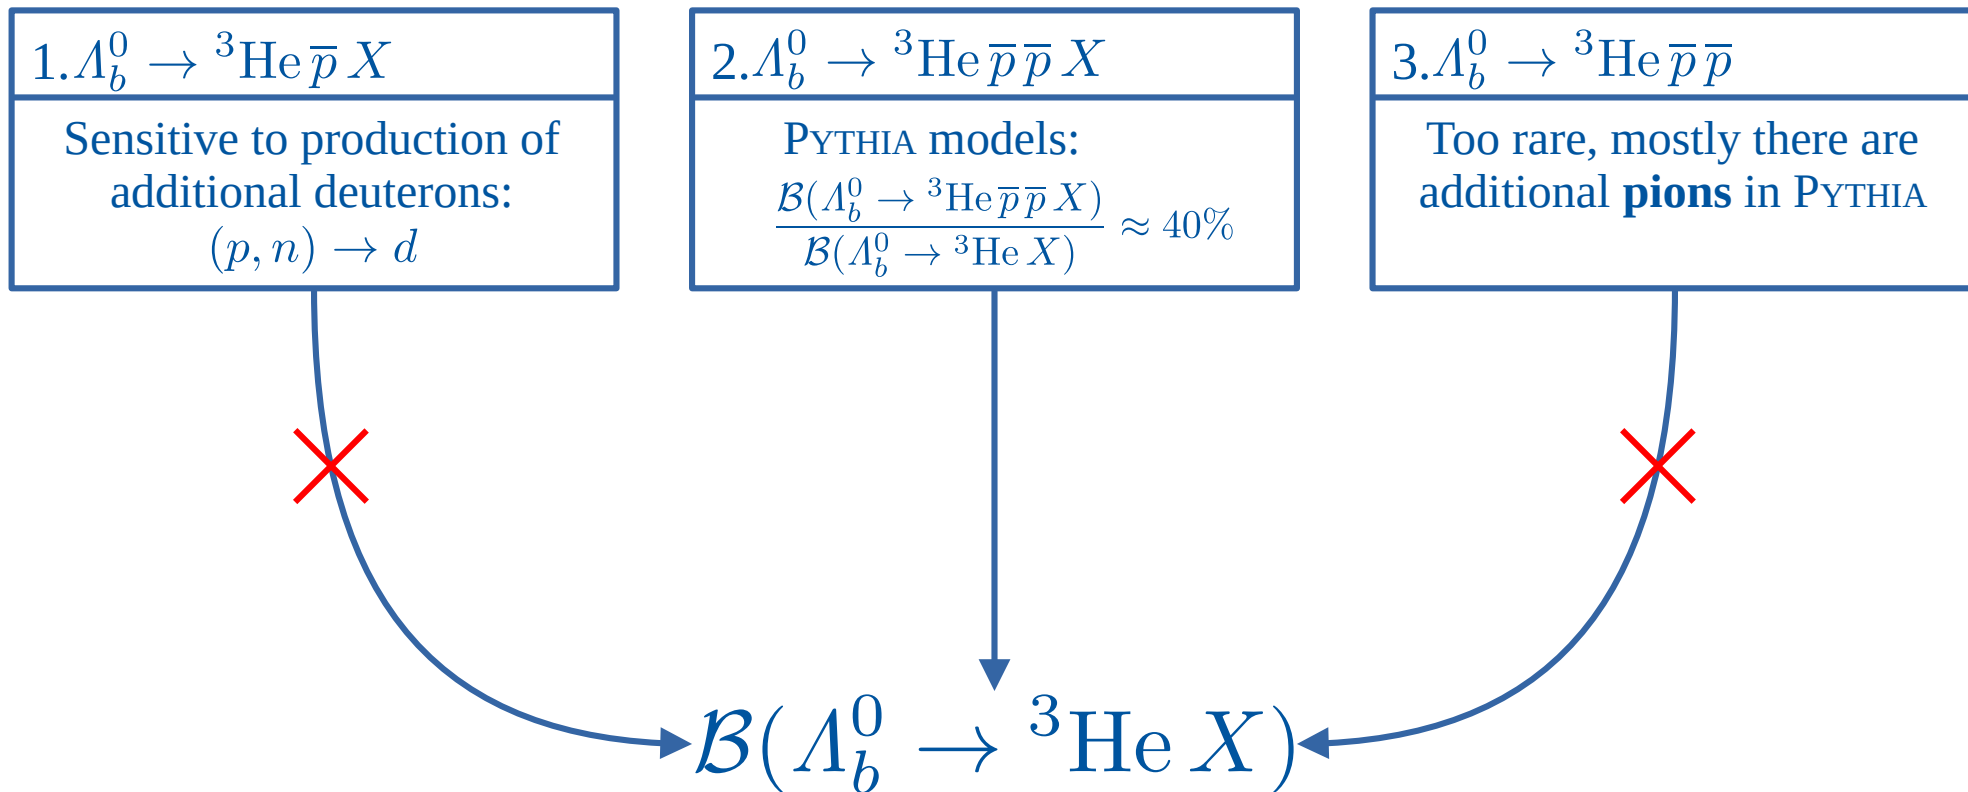 1. Λ_b^0 → ³He p̅ X
Sensitive to production of
additional deuterons:
(p, n) → d
2. Λ_b^0 → ³He p̅ p̅ X
PYTHIA models:
ℬ(Λ_b^0 → ³He p̅ p̅ X)
ℬ(Λ_b^0 → ³He X)
≈ 40%
3. Λ_b^0 → ³He p̅ p̅
Too rare, mostly there are
additional pions in PYTHIA
ℬ(Λ_b^0 → ³He X)